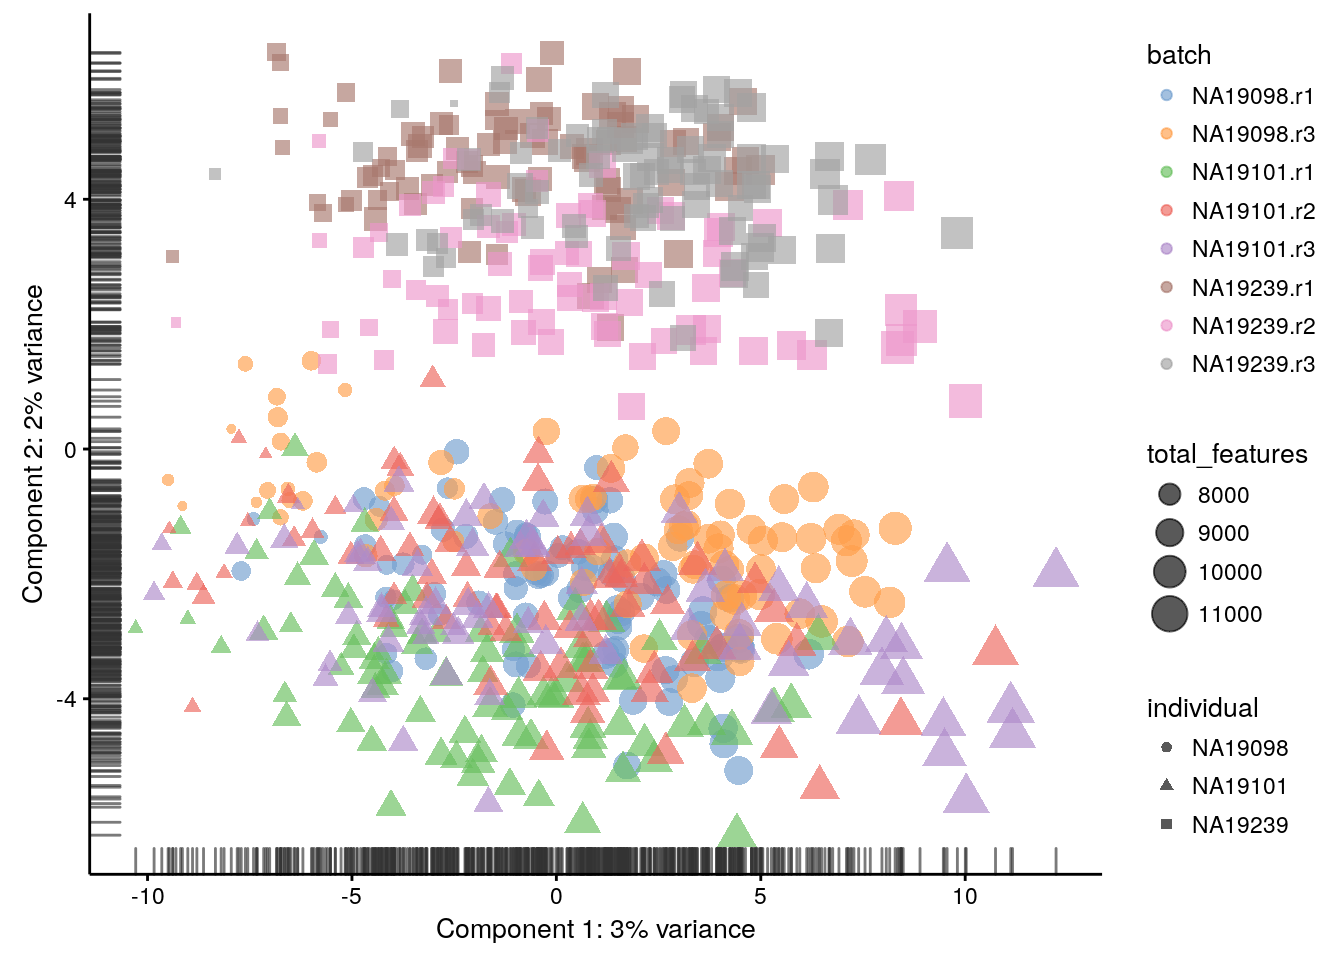 batch
NA19098.r1
NA19098.r3
NA19101.r1
NA19101.r2
NA19101.r3
NA19239.r1
NA19239.r2
NA19239.r3
total_features
8000
9000
10000
11000
individual
NA19098
NA19101
NA19239
Component 2: 2% variance
4
0
-4
-10
-5
0
5
10
Component 1: 3% variance